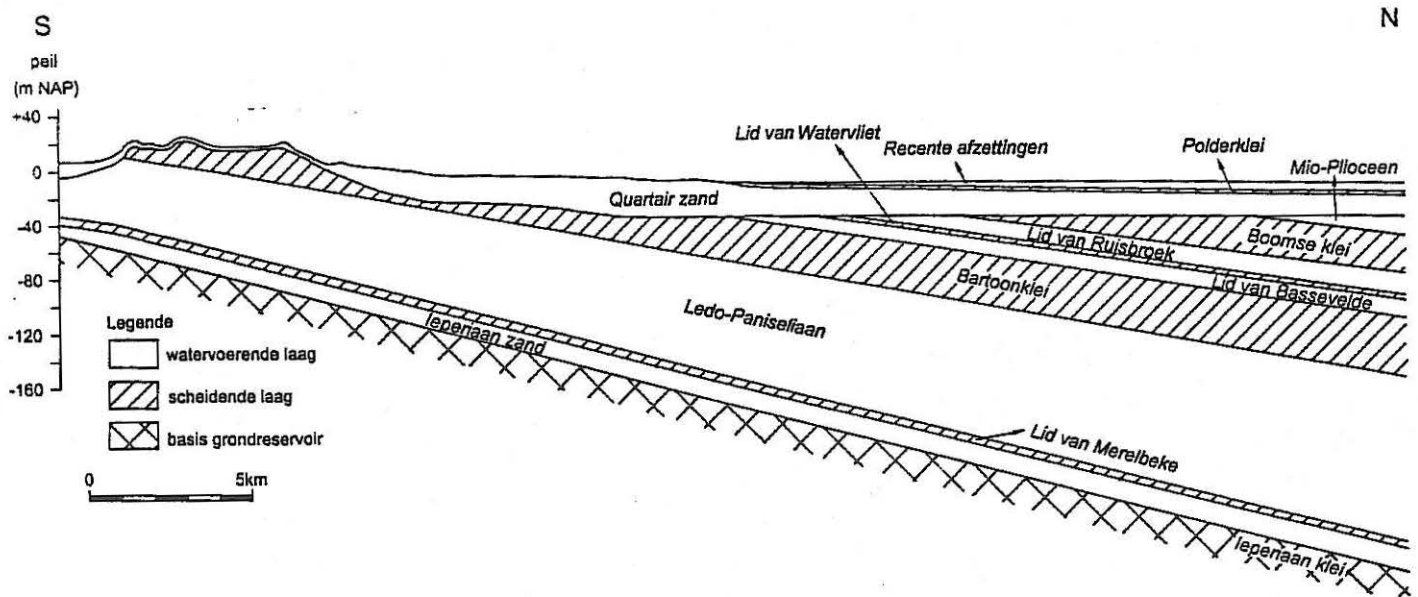 S
N
peil
(m NAP)
+40
0
-40
-80
-120
-160
Lid van Watervliet
Recente afzettingen
Polderklei
Mio-Plioceen
Quartair zand
Lid van Ruisbroek
Boomse klei
Bartoonklei
Lid van Bassevelde
Ledo-Paniseliaan
Ieperiaan zand
Lid van Merelbeke
Ieperiaan klei
Legende
watervoerende laag
scheidende laag
basis grondreservoir
0
5km